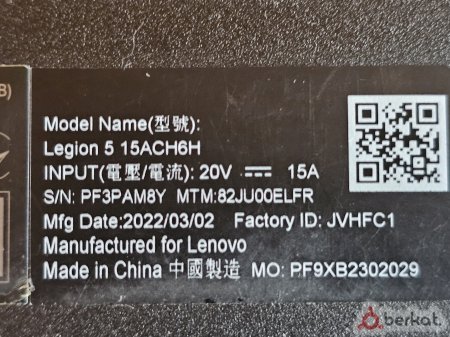 B)
Model Name(型號):
Legion 5 15ACH6H
INPUT(電壓/電流): 20V ⎓ 15A
S/N: PF3PAM8Y MTM:82JU00ELFR
Mfg Date:2022/03/02 Factory ID: JVHFC1
Manufactured for Lenovo
Made in China 中國製造 MO: PF9XB2302029
berkat.